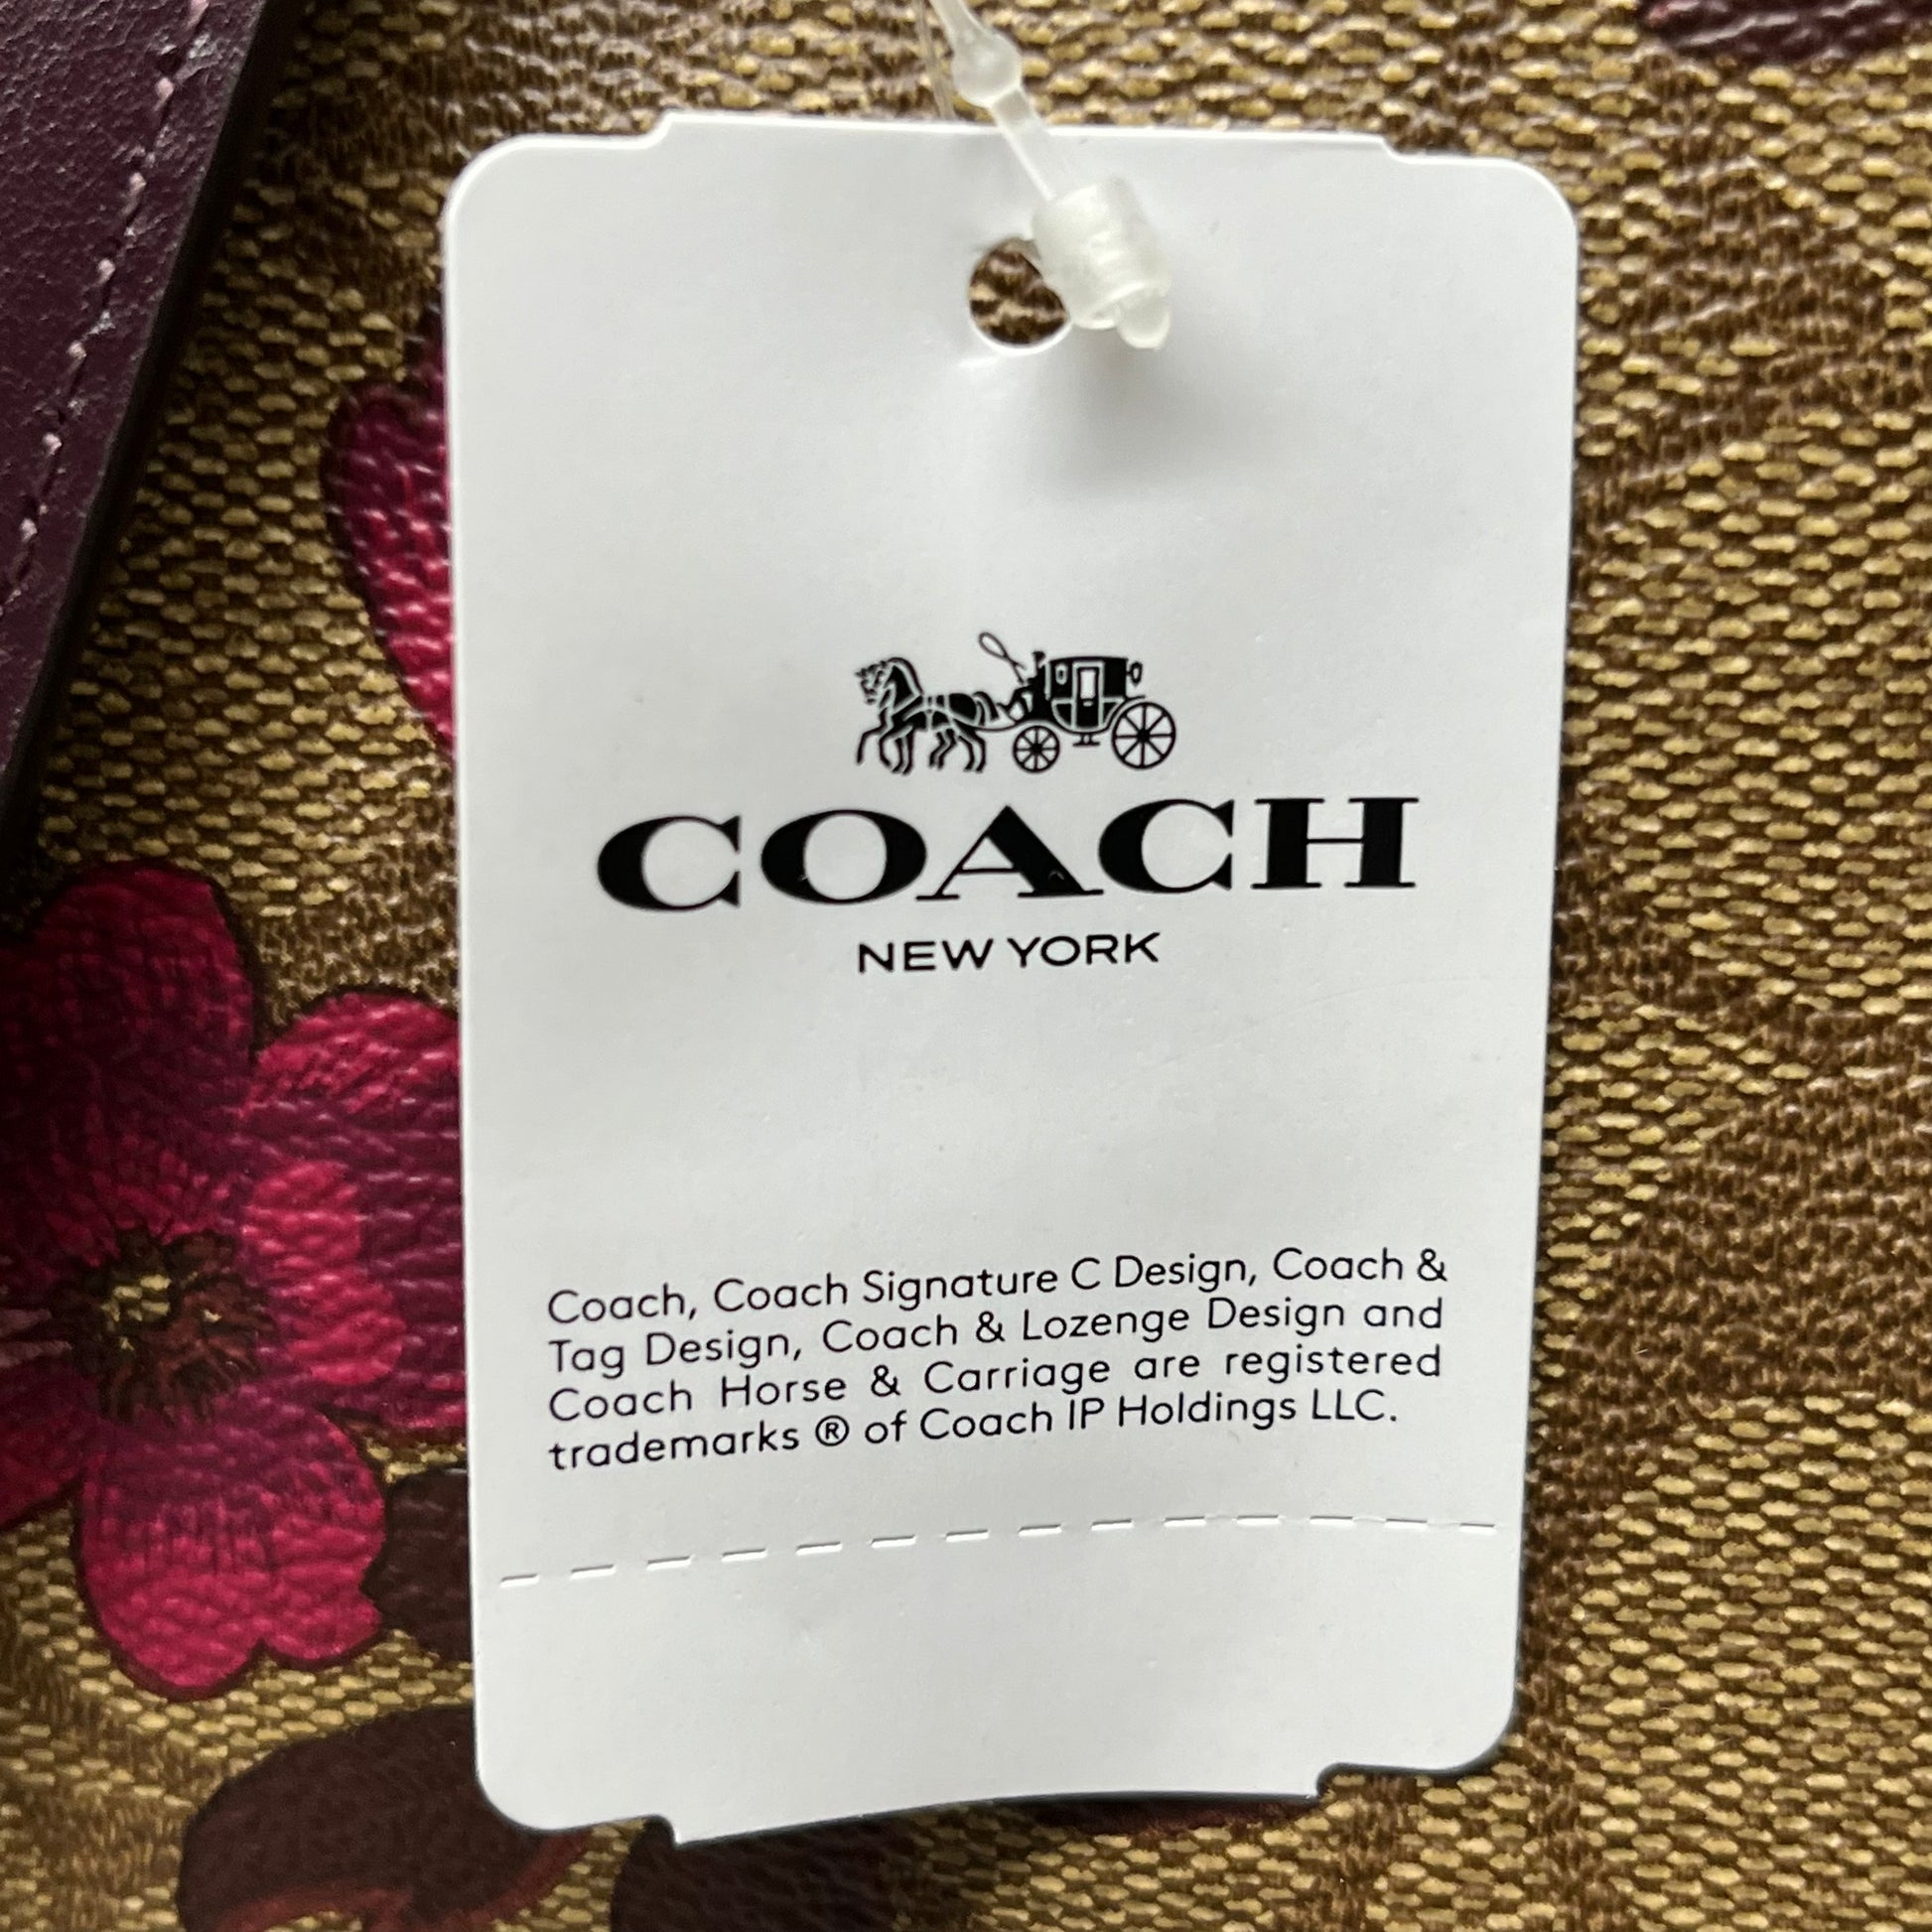 COACH
NEW YORK
Coach, Coach Signature C Design, Coach &
Tag Design, Coach & Lozenge Design and
Coach Horse & Carriage are registered
trademarks ® of Coach IP Holdings LLC.